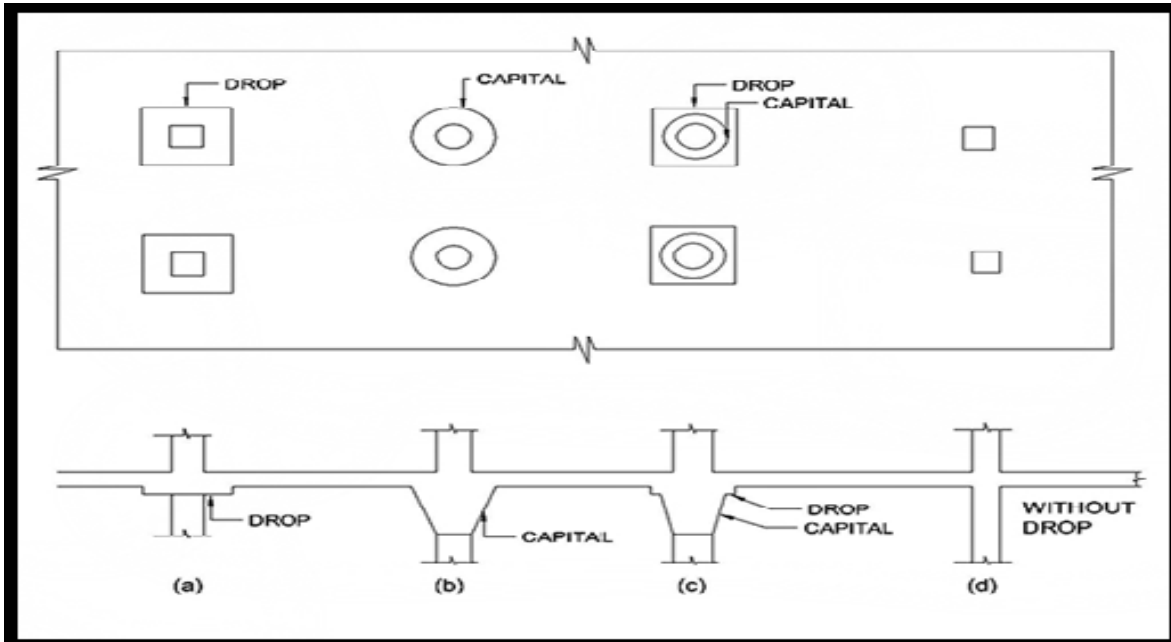 DROP
CAPITAL
DROP
CAPITAL
DROP
CAPITAL
DROP
CAPITAL
WITHOUT
DROP
(a)
(b)
(c)
(d)